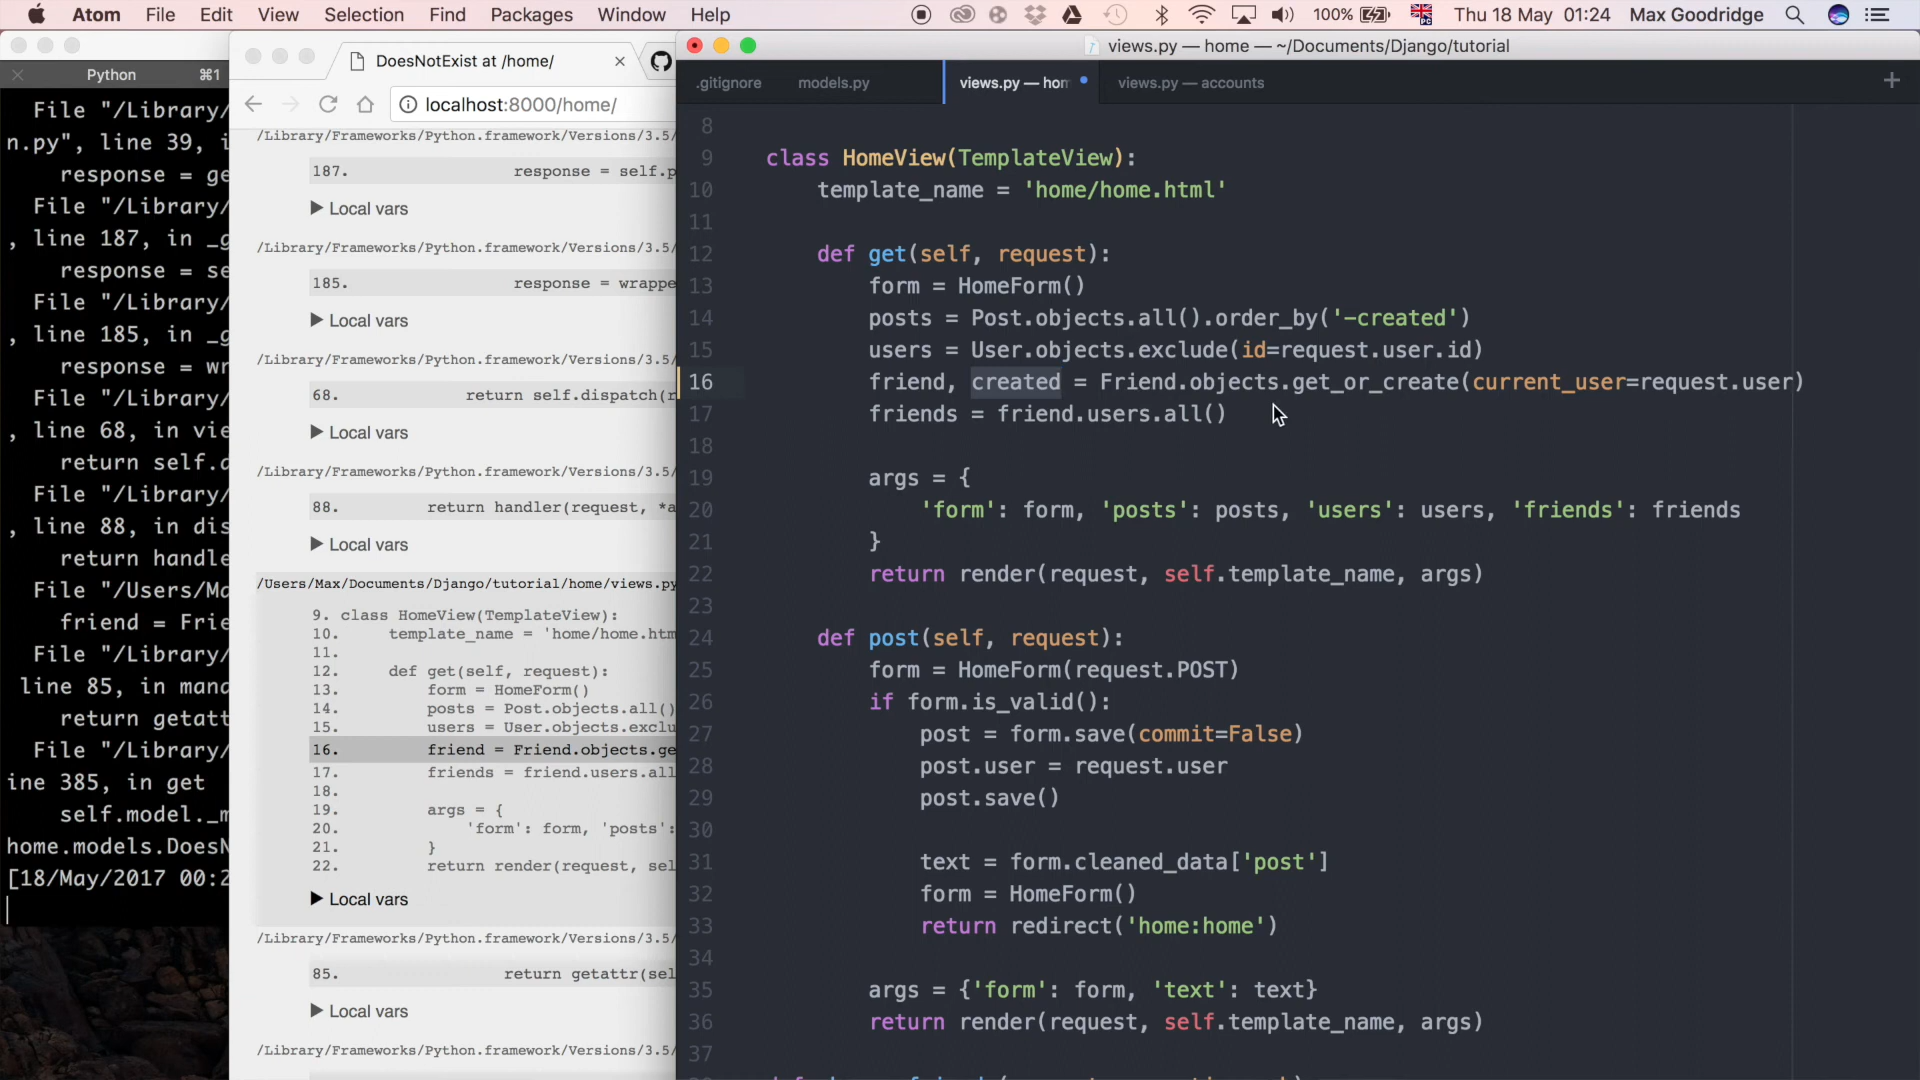 Atom File Edit View Selection Find Packages Window Help 100% Thu 18 May 01:24 Max Goodridge
Python ⌘1
File "/Library/
n.py", line 39, i
response = ge
File "/Library/
, line 187, in _g
response = se
File "/Library/
, line 185, in _g
response = wr
File "/Library/
, line 68, in vie
return self.d
File "/Library/
, line 88, in dis
return handle
File "/Users/Ma
friend = Frie
File "/Library/
line 85, in mana
return getatt
File "/Library/
ine 385, in get
self.model._m
home.models.DoesN
[18/May/2017 00:2
DoesNotExist at /home/
localhost:8000/home/
/Library/Frameworks/Python.framework/Versions/3.5/
187. response = self.p
Local vars
/Library/Frameworks/Python.framework/Versions/3.5/
185. response = wrappe
Local vars
/Library/Frameworks/Python.framework/Versions/3.5/
68. return self.dispatch(r
Local vars
/Library/Frameworks/Python.framework/Versions/3.5/
88. return handler(request, *a
Local vars
/Users/Max/Documents/Django/tutorial/home/views.py
9. class HomeView(TemplateView):
10. template_name = 'home/home.htm
11.
12. def get(self, request):
13. form = HomeForm()
14. posts = Post.objects.all()
15. users = User.objects.exclu
16. friend = Friend.objects.ge
17. friends = friend.users.all
18.
19. args = {
20. 'form': form, 'posts':
21. }
22. return render(request, sel
Local vars
/Library/Frameworks/Python.framework/Versions/3.5/
85. return getattr(sel
Local vars
/Library/Frameworks/Python.framework/Versions/3.5/
views.py — home — ~/Documents/Django/tutorial
.gitignore models.py views.py — hom views.py — accounts
8
9 class HomeView(TemplateView):
10 template_name = 'home/home.html'
11
12 def get(self, request):
13 form = HomeForm()
14 posts = Post.objects.all().order_by('-created')
15 users = User.objects.exclude(id=request.user.id)
16 friend, created = Friend.objects.get_or_create(current_user=request.user)
17 friends = friend.users.all()
18
19 args = {
20 'form': form, 'posts': posts, 'users': users, 'friends': friends
21 }
22 return render(request, self.template_name, args)
23
24 def post(self, request):
25 form = HomeForm(request.POST)
26 if form.is_valid():
27 post = form.save(commit=False)
28 post.user = request.user
29 post.save()
30
31 text = form.cleaned_data['post']
32 form = HomeForm()
33 return redirect('home:home')
34
35 args = {'form': form, 'text': text}
36 return render(request, self.template_name, args)
37